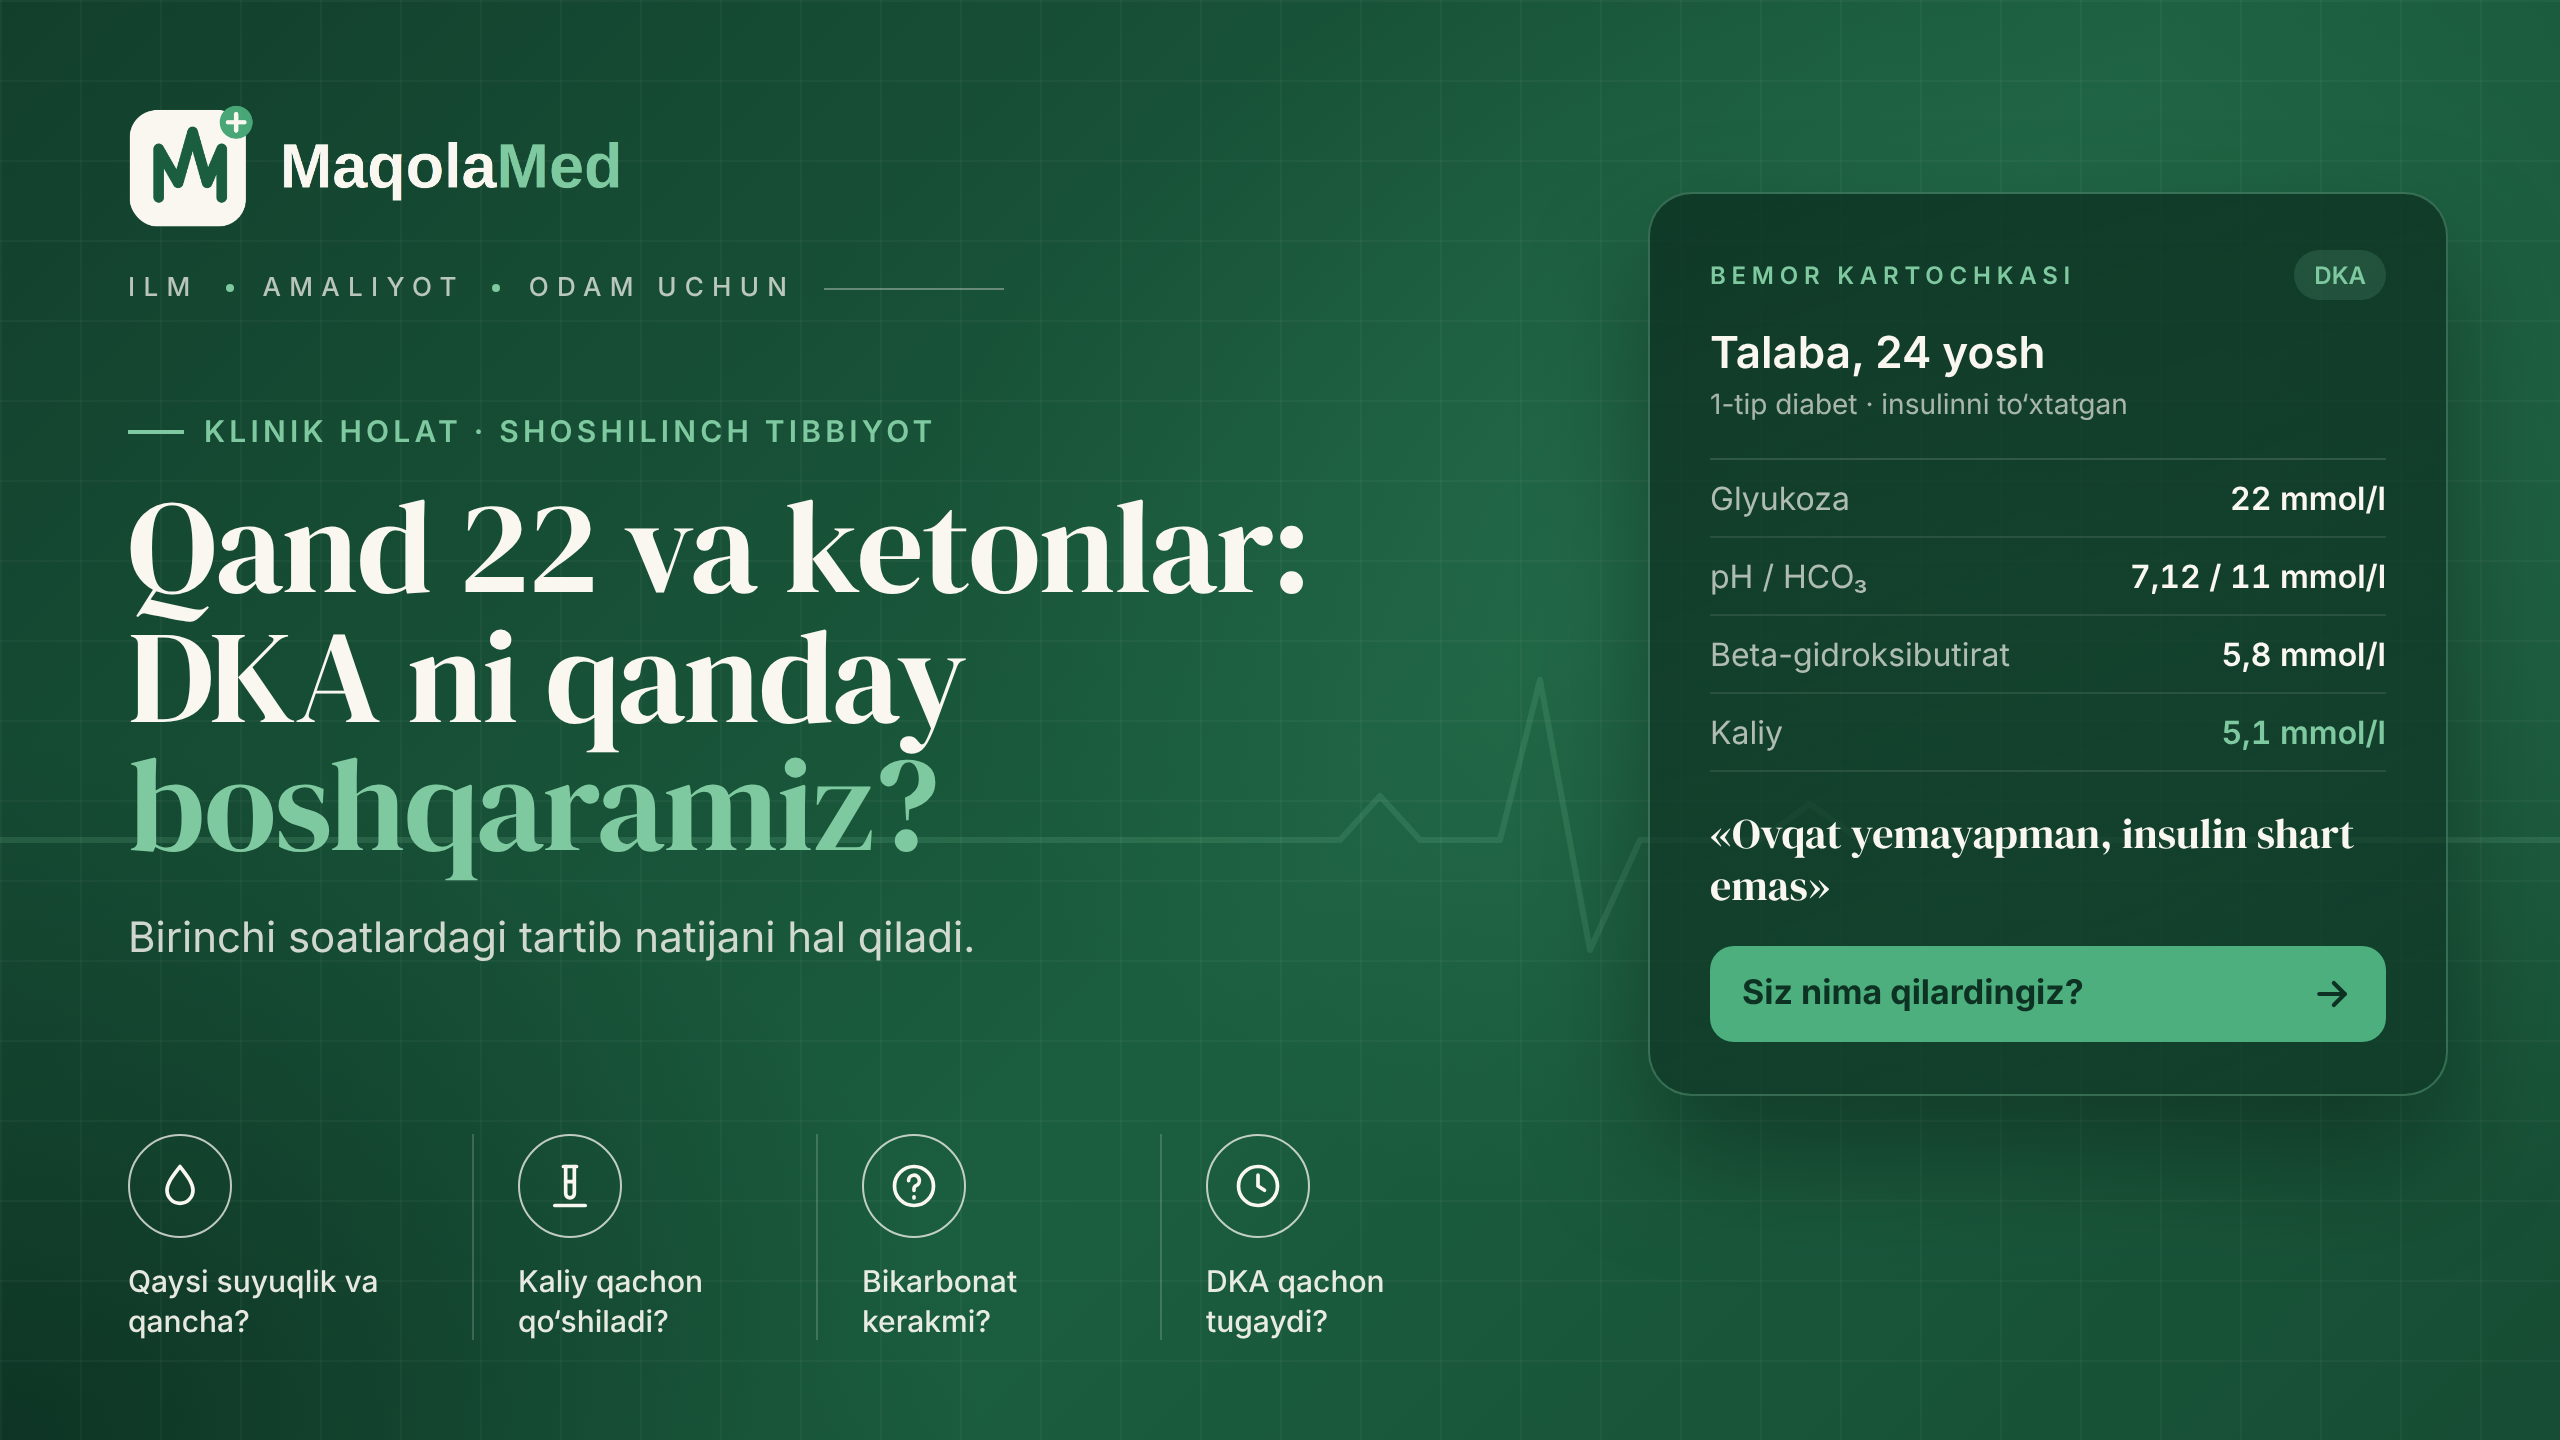 MaqolaMed
ILM • AMALIYOT • ODAM UCHUN
KLINIK HOLAT · SHOSHILINCH TIBBIYOT
Qand 22 va ketonlar:
DKA ni qanday
boshqaramiz?
Birinchi soatlardagi tartib natijani hal qiladi.
Qaysi suyuqlik va
qancha?
Kaliy qachon
qo‘shiladi?
Bikarbonat
kerakmi?
DKA qachon
tugaydi?
BEMOR KARTOCHKASI
DKA
Talaba, 24 yosh
1-tip diabet · insulinni to‘xtatgan
Glyukoza 22 mmol/l
pH / HCO₃ 7,12 / 11 mmol/l
Beta-gidroksibutirat 5,8 mmol/l
Kaliy 5,1 mmol/l
«Ovqat yemayapman, insulin shart
emas»
Siz nima qilardingiz? →